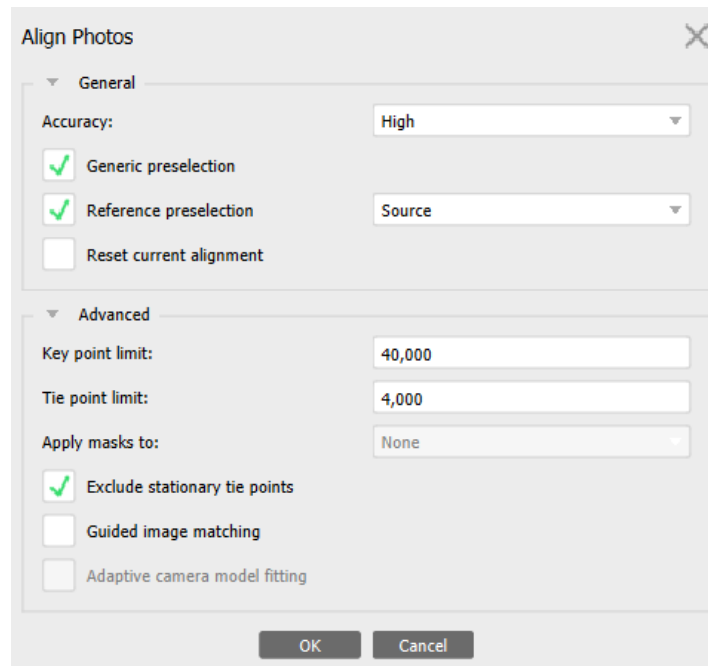 Align Photos
General
Accuracy: High
Generic preselection
Reference preselection Source
Reset current alignment
Advanced
Key point limit: 40,000
Tie point limit: 4,000
Apply masks to: None
Exclude stationary tie points
Guided image matching
Adaptive camera model fitting
OK Cancel